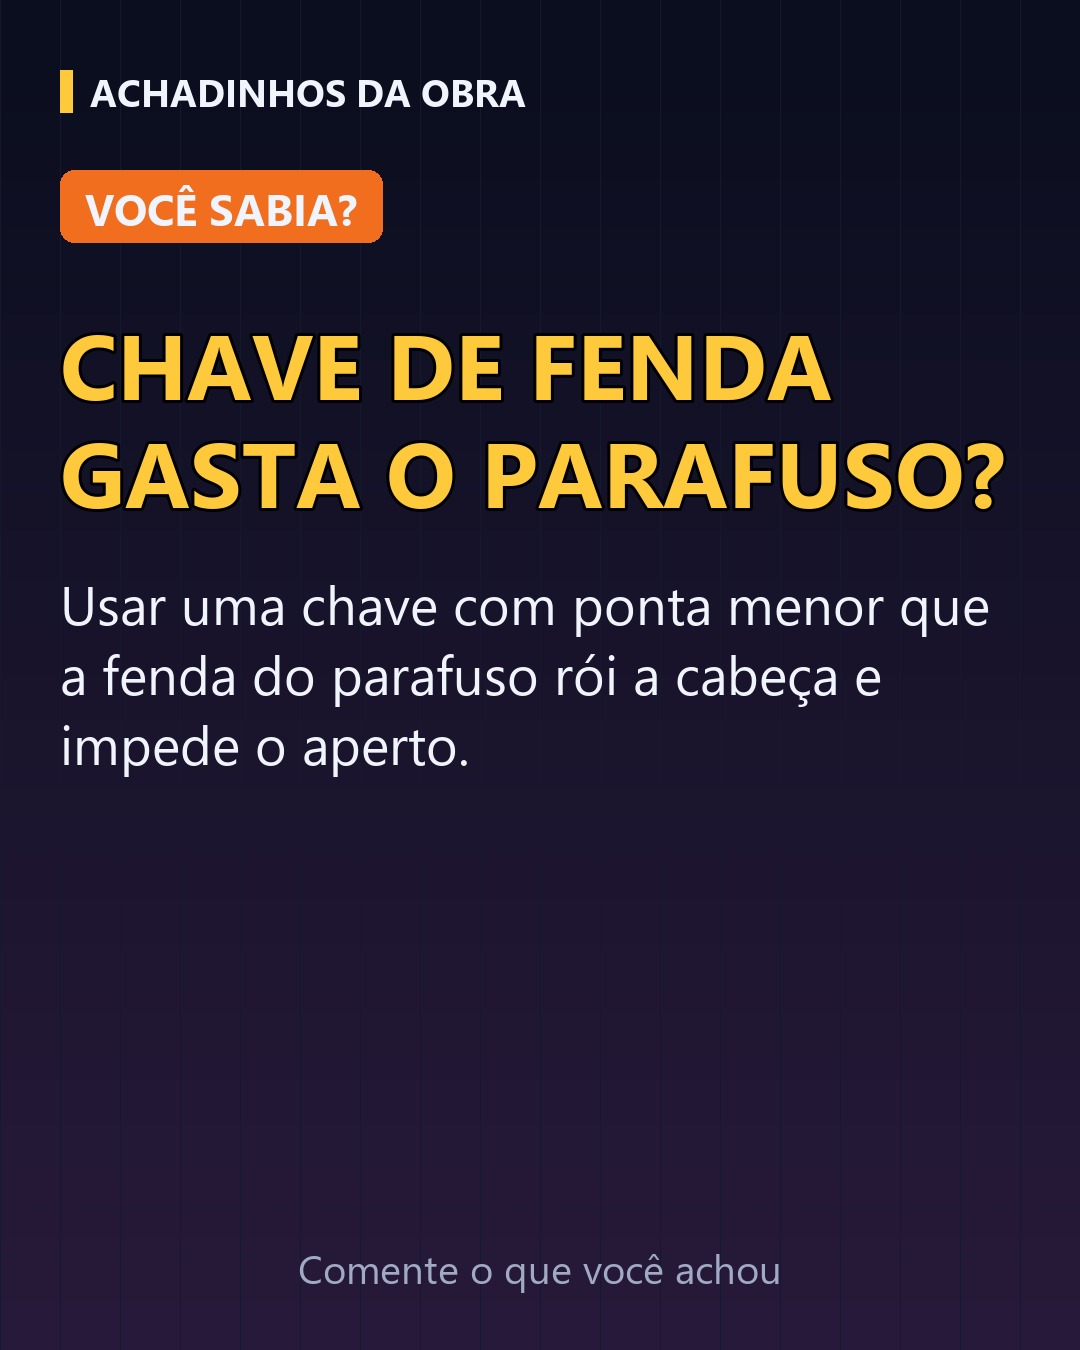 ACHADINHOS DA OBRA
VOCÊ SABIA?
CHAVE DE FENDA
GASTA O PARAFUSO?
Usar uma chave com ponta menor que
a fenda do parafuso rói a cabeça e
impede o aperto.
Comente o que você achou